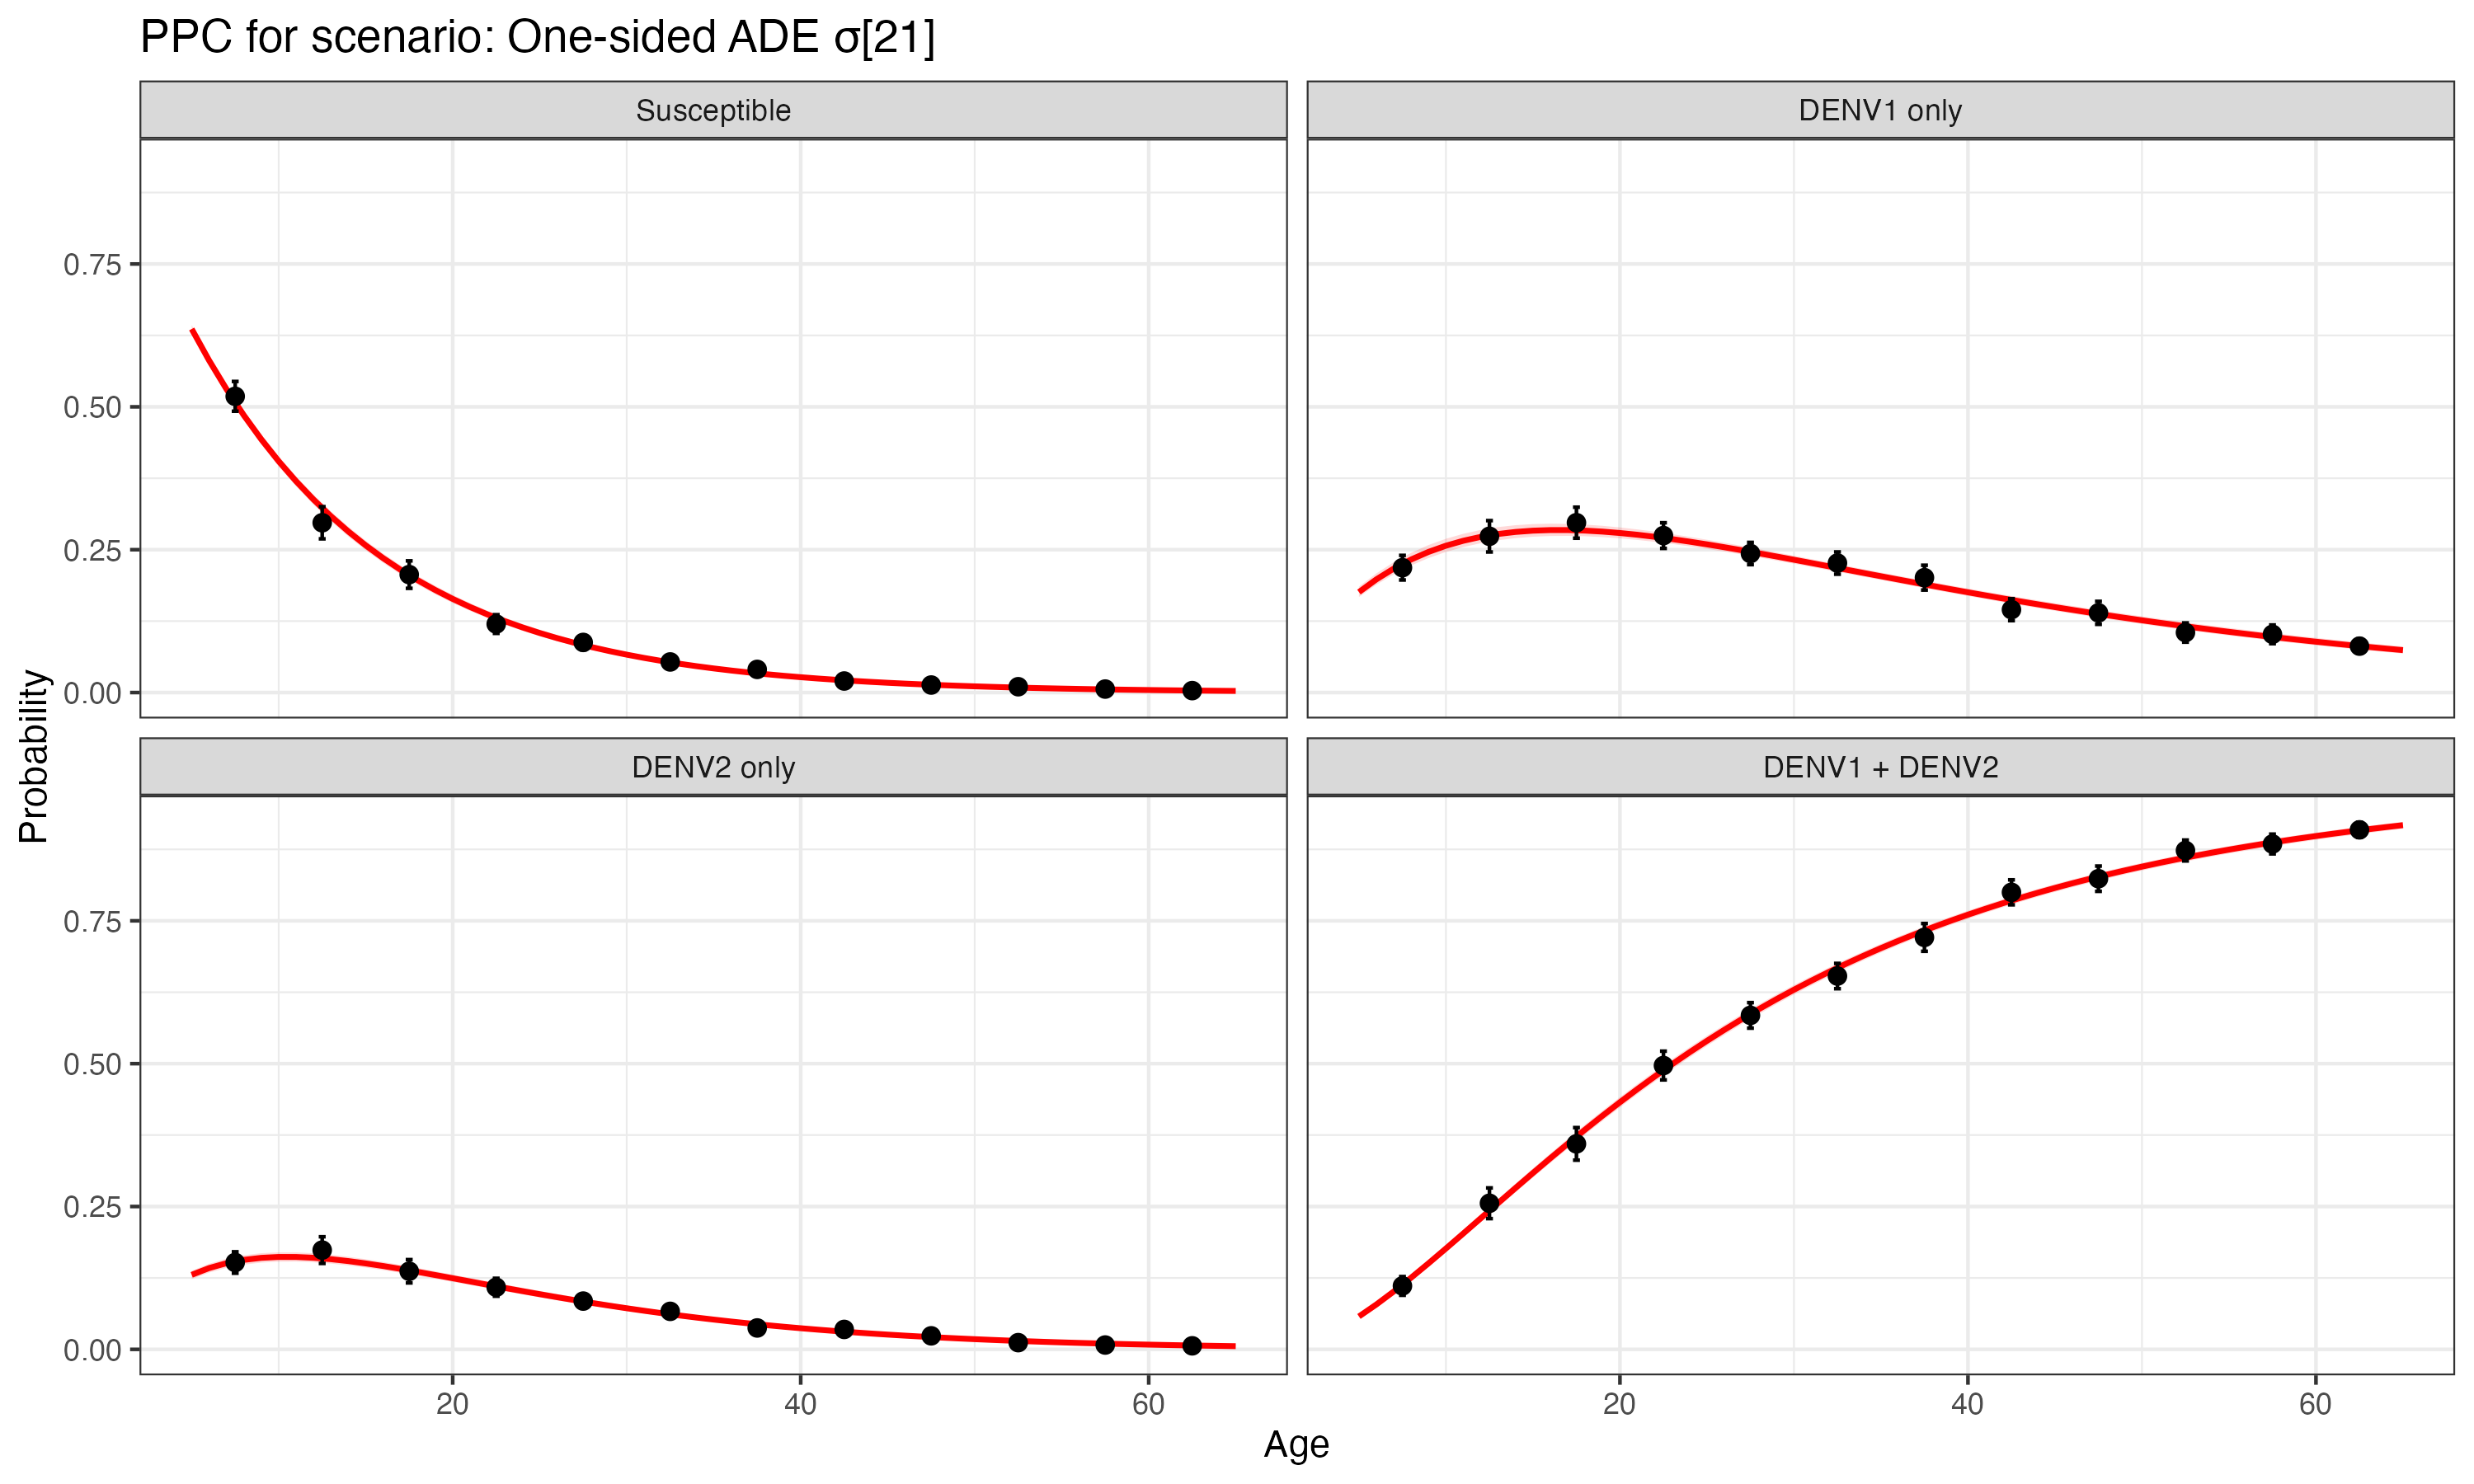 PPC for scenario: One-sided ADE σ[21]
Susceptible
DENV1 only
0.75
0.50
0.25
0.00
DENV2 only
DENV1 + DENV2
0.75
0.50
0.25
0.00
Probability
20
40
60
20
40
60
Age